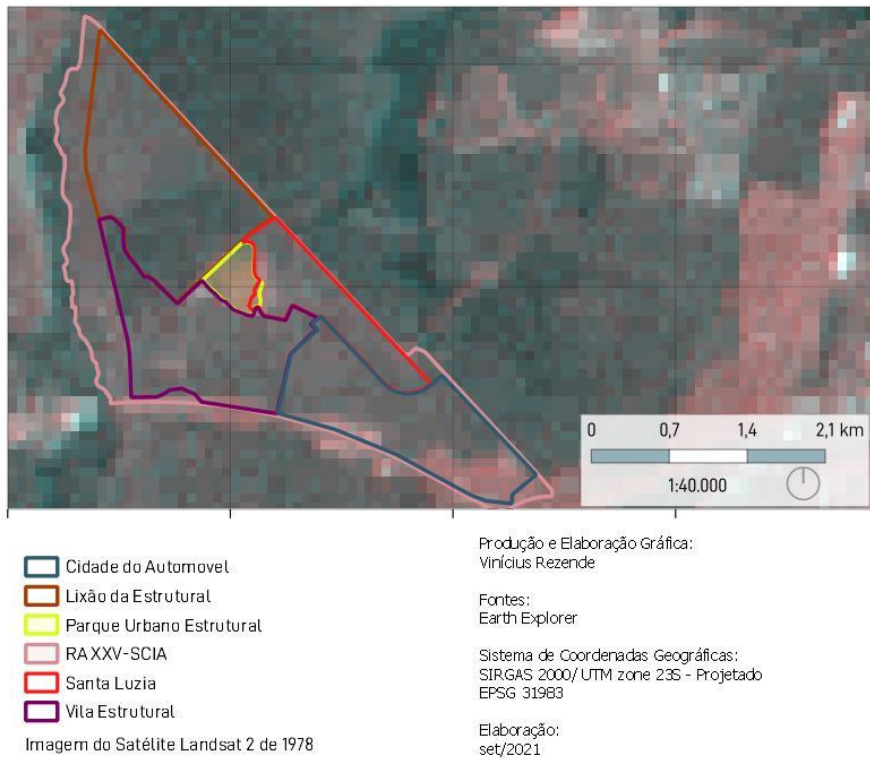 0 0,7 1,4 2,1 km
1:40.000
Cidade do Automovel
Lixão da Estrutural
Parque Urbano Estrutural
RA XXV-SCIA
Santa Luzia
Vila Estrutural
Imagem do Satélite Landsat 2 de 1978
Produção e Elaboração Gráfica:
Vinícius Rezende
Fontes:
Earth Explorer
Sistema de Coordenadas Geográficas:
SIRGAS 2000/ UTM zone 23S - Projetado
EPSG 31983
Elaboração:
set/2021